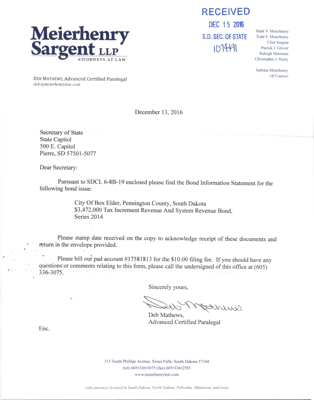 RECEIVED
DEC 15 2016
S.D. SEC. OF STATE
Meierhenry
Sargent LLP
ATTORNEYS AT LAW
Mark V. Meierhenry
Todd V. Meierhenry
Clint Sargent
Patrick J. Glover
Raleigh Hansman
Christopher J. Healy
Sabrina Meierhenry
Of Counsel
DEB MATHEWS, Advanced Certified Paralegal
deb@meierhenrylaw.com
December 13, 2016
Secretary of State
State Capitol
500 E. Capitol
Pierre, SD 57501-5077
Dear Secretary:
Pursuant to SDCL 6-8B-19 enclosed please find the Bond Information Statement for the
following bond issue:
City Of Box Elder, Pennington County, South Dakota
$3,472,000 Tax Increment Revenue And System Revenue Bond,
Series 2014
Please stamp date received on the copy to acknowledge receipt of these documents and
return in the envelope provided.
Please bill our pad account #17581813 for the $10.00 filing fee. If you should have any
questions or comments relating to this form, please call the undersigned of this office at (605)
336-3075.
Sincerely yours,
Deb Mathews
Deb Mathews,
Advanced Certified Paralegal
Enc.
315 South Phillips Avenue, Sioux Falls, South Dakota 57104
www.meierhenrylaw.com
with attorneys licensed in South Dakota, North Dakota, Nebraska, Minnesota, and Iowa